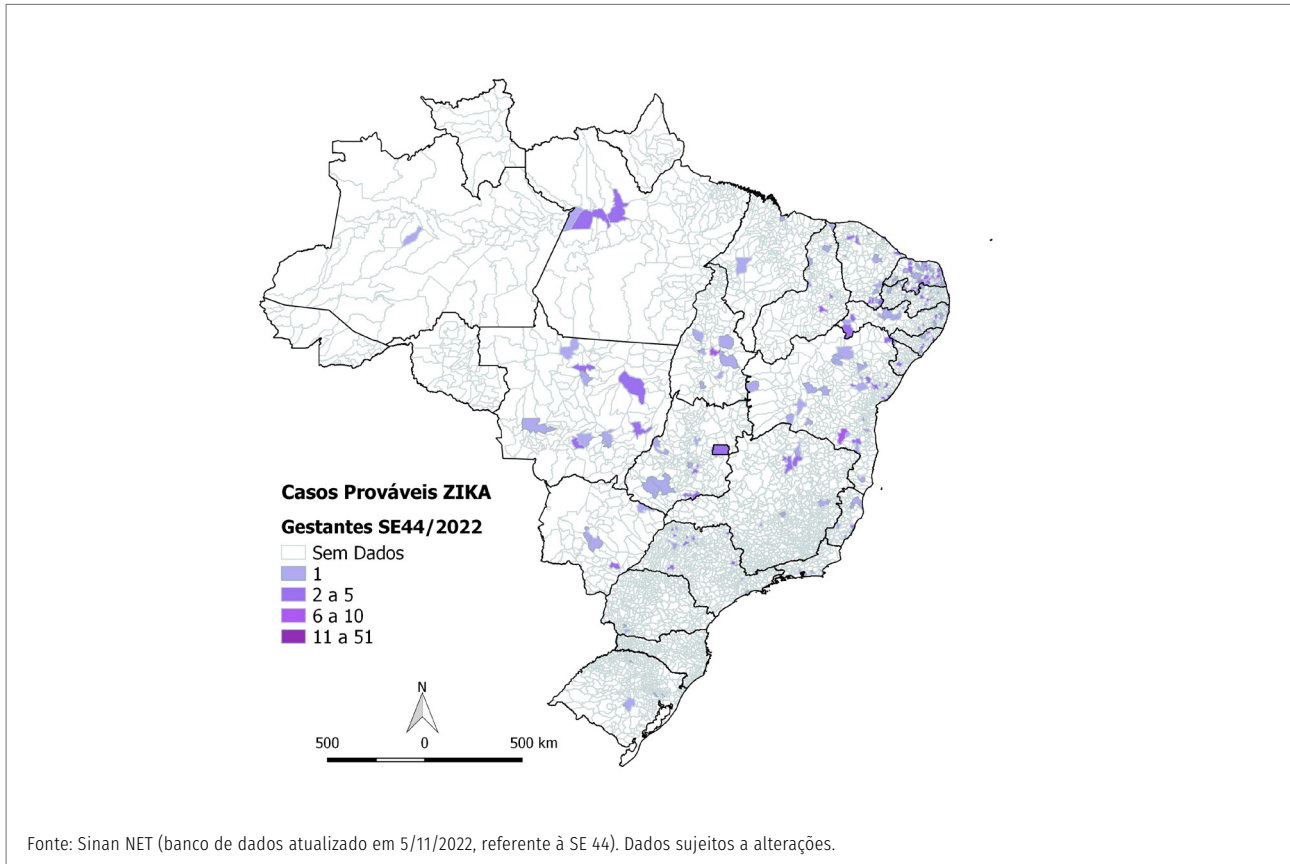 Casos Prováveis ZIKA
Gestantes SE44/2022
Sem Dados
1
2 a 5
6 a 10
11 a 51
N
500 0 500 km
Fonte: Sinan NET (banco de dados atualizado em 5/11/2022, referente à SE 44). Dados sujeitos a alterações.